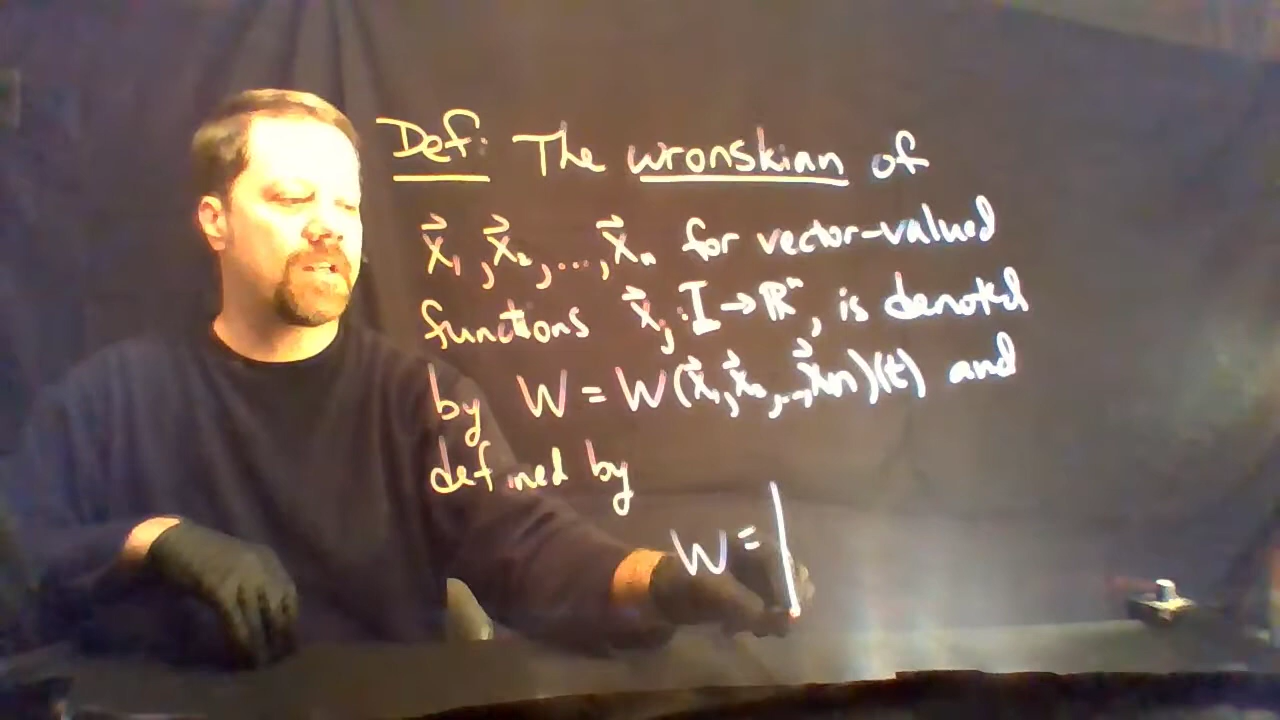 Def: The wronskian of
x⃗₁, x⃗₂, ..., x⃗ₙ for vector-valued
functions x⃗ⱼ: I → ℝⁿ, is denoted
by W = W(x⃗₁, x⃗₂, ..., x⃗n)(t) and
defined by
W = |